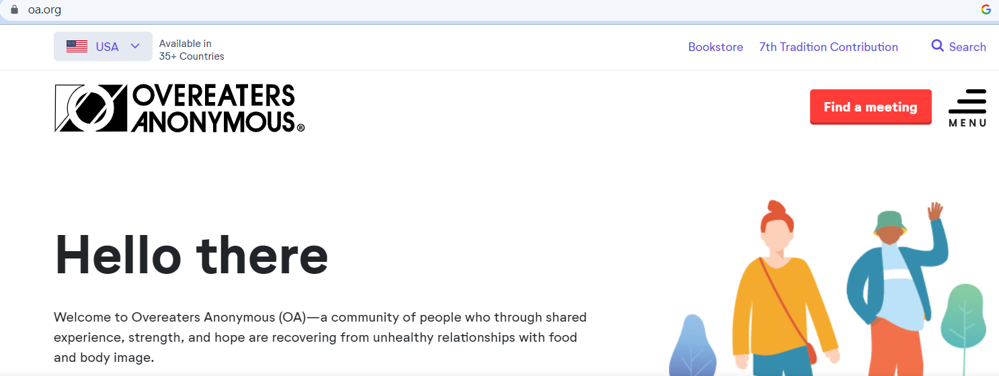 oa.org
USA
Available in
35+ Countries
Bookstore
7th Tradition Contribution
Search
OVEREATERS
ANONYMOUS®
Find a meeting
MENU
Hello there
Welcome to Overeaters Anonymous (OA)—a community of people who through shared
experience, strength, and hope are recovering from unhealthy relationships with food
and body image.